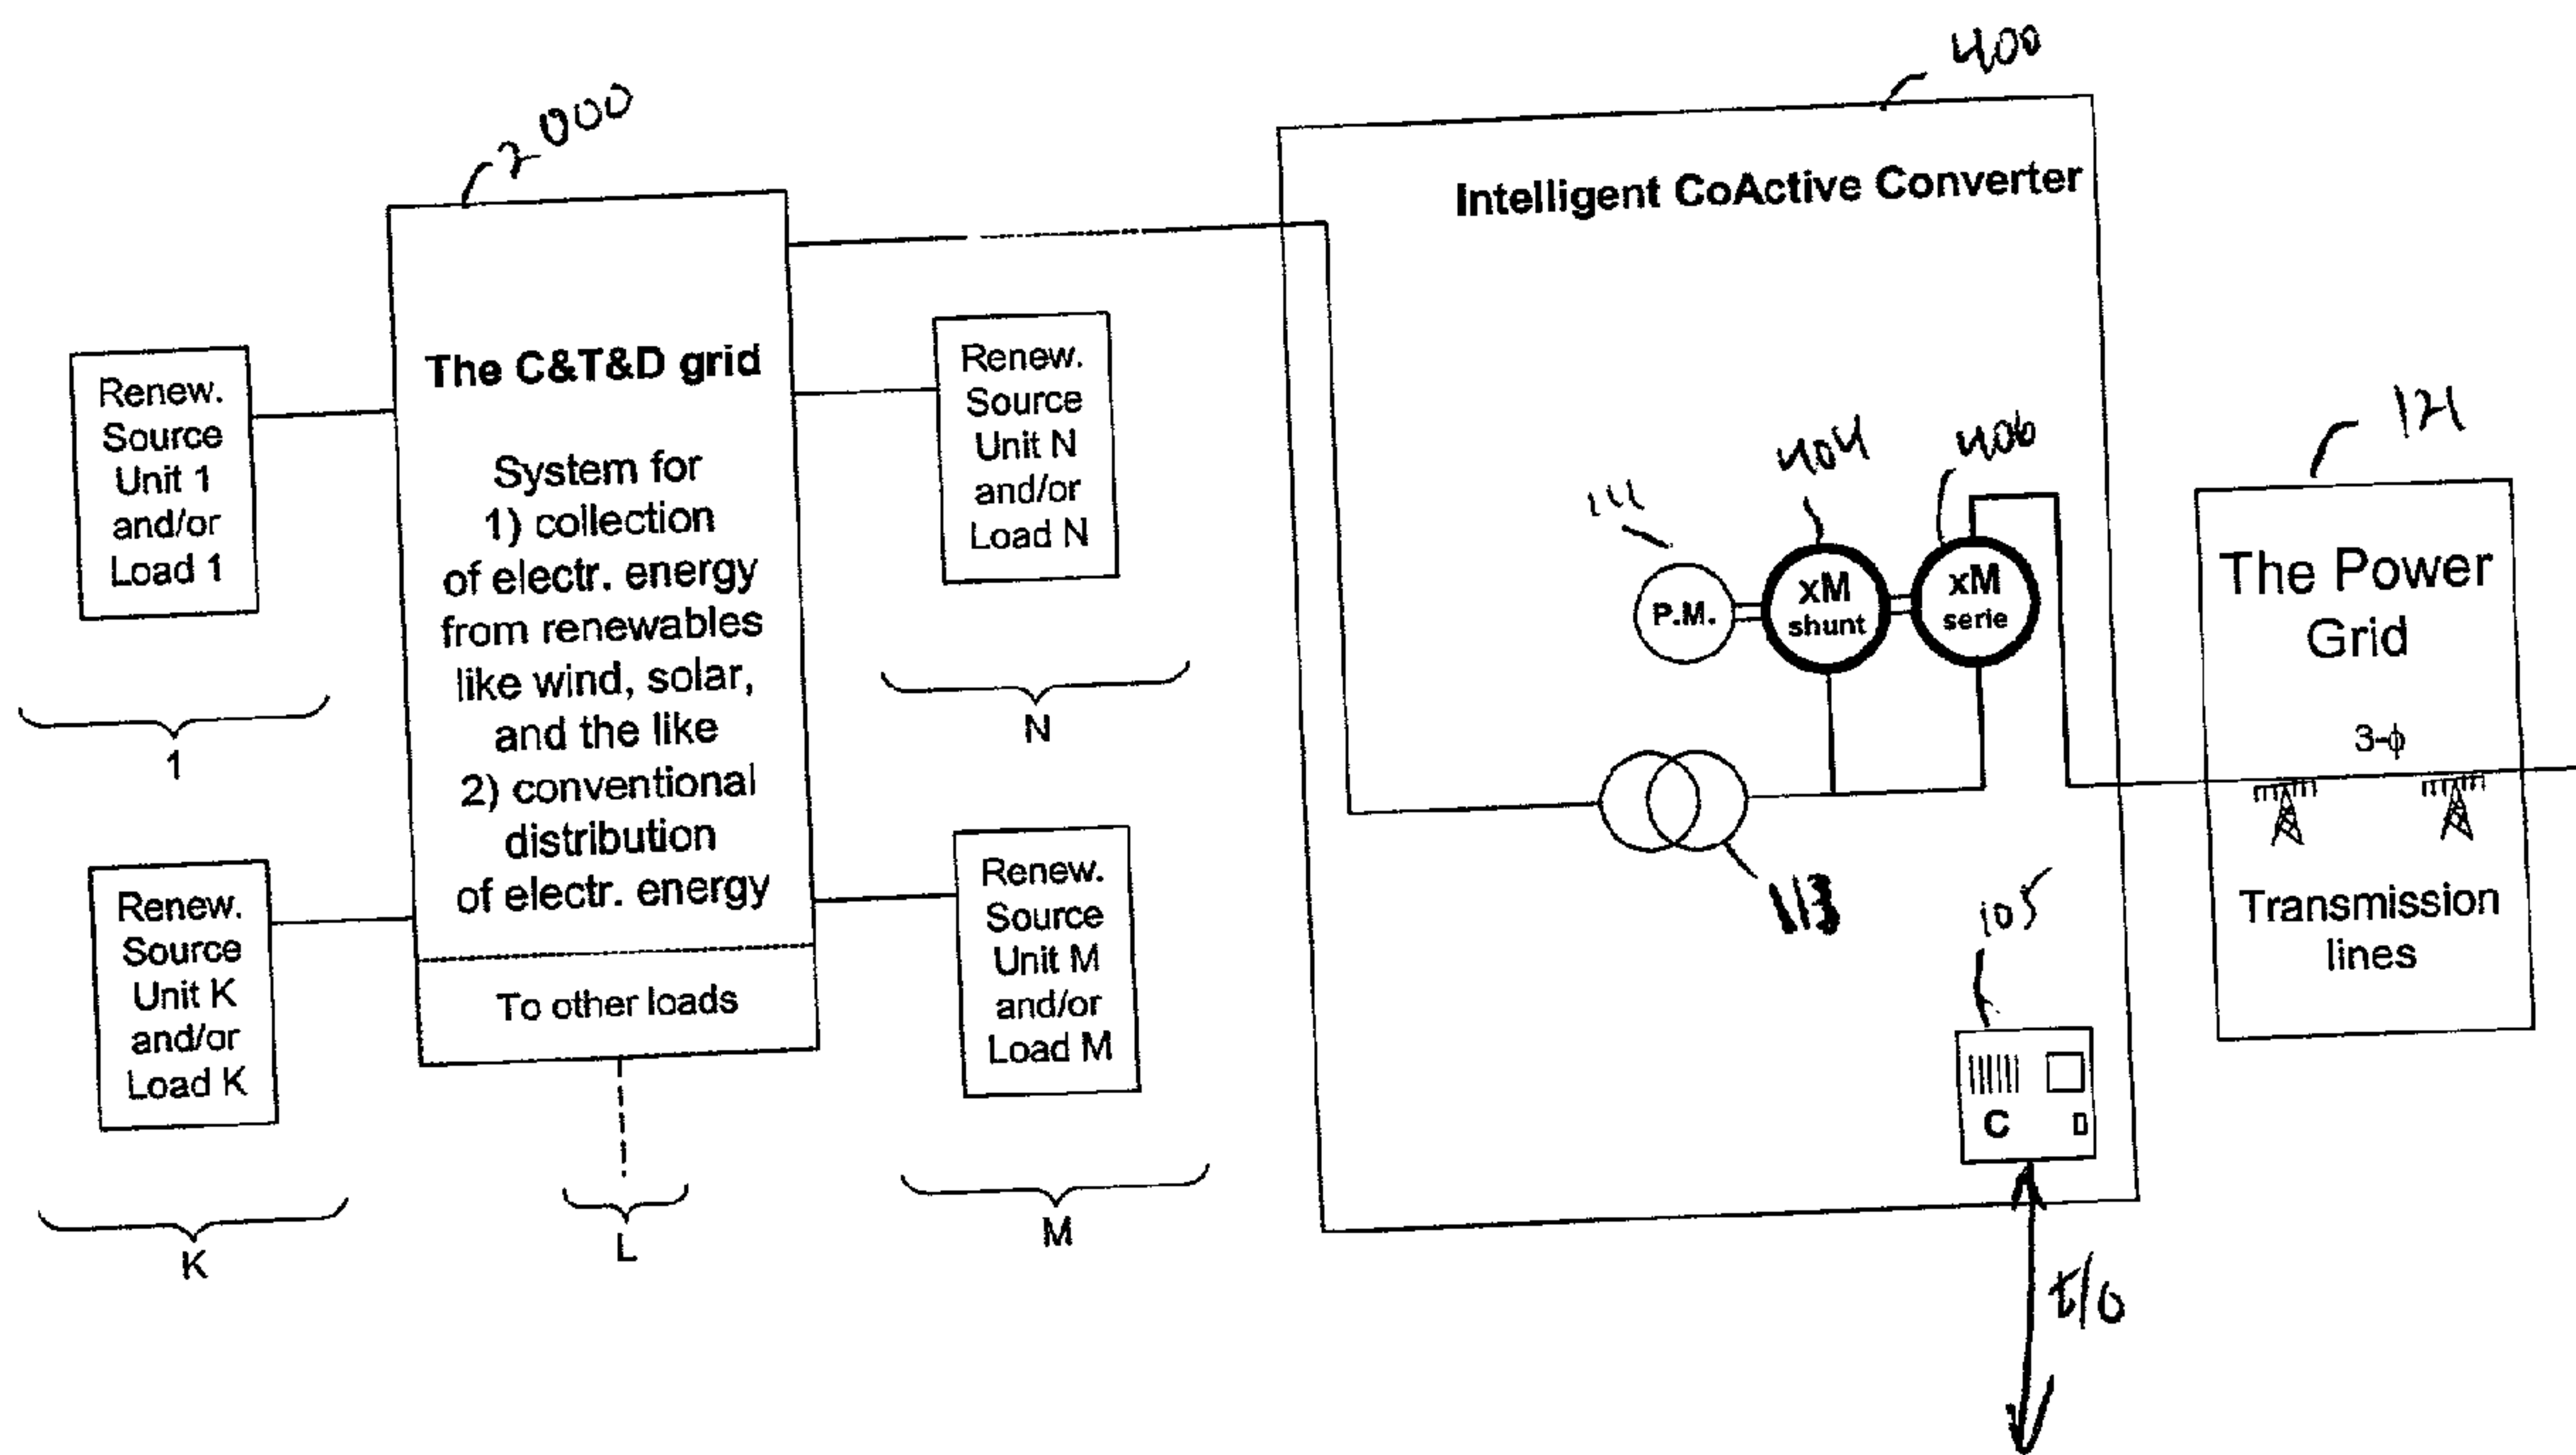 2000
400
Intelligent CoActive Converter
The C&T&D grid
System for
1) collection
of electr. energy
from renewables
like wind, solar,
and the like
2) conventional
distribution
of electr. energy
To other loads
Renew.
Source
Unit 1
and/or
Load 1
1
Renew.
Source
Unit K
and/or
Load K
K
L
Renew.
Source
Unit N
and/or
Load N
N
Renew.
Source
Unit M
and/or
Load M
M
111
404
406
P.M.
xM
shunt
xM
serie
113
105
C
I/O
121
The Power
Grid
3-ϕ
Transmission
lines